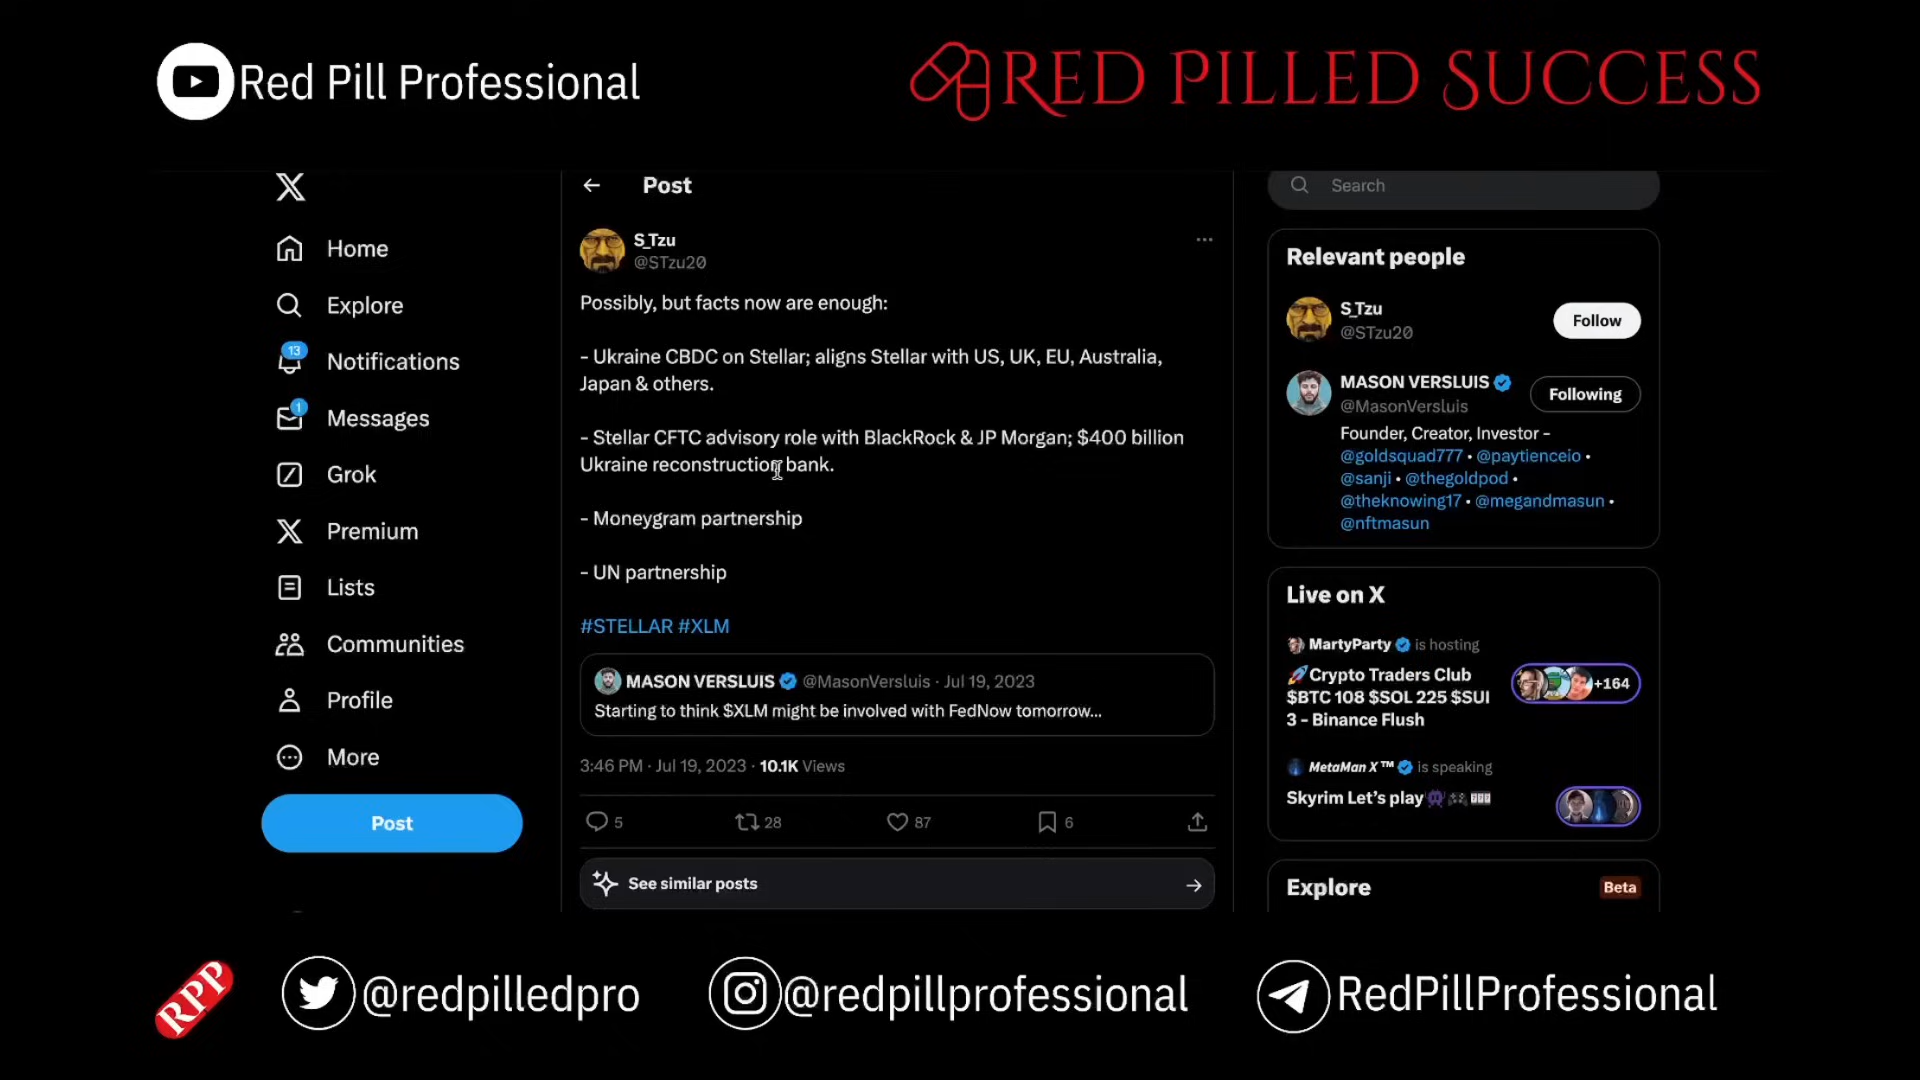 Red Pill Professional
RED PILLED SUCCESS
Post
Search
S_Tzu
@STzu20
Possibly, but facts now are enough:
- Ukraine CBDC on Stellar; aligns Stellar with US, UK, EU, Australia,
Japan & others.
- Stellar CFTC advisory role with BlackRock & JP Morgan; $400 billion
Ukraine reconstruction bank.
- Moneygram partnership
- UN partnership
#STELLAR #XLM
MASON VERSLUIS @MasonVersluis · Jul 19, 2023
Starting to think $XLM might be involved with FedNow tomorrow...
3:46 PM · Jul 19, 2023 · 10.1K Views
5 28 87 6
See similar posts
Home
Explore
13
Notifications
1
Messages
Grok
Premium
Lists
Communities
Profile
More
Post
Relevant people
S_Tzu
@STzu20
Follow
MASON VERSLUIS
@MasonVersluis
Following
Founder, Creator, Investor -
@goldsquad777 • @paytienceio •
@sanji • @thegoldpod •
@theknowing17 • @megandmasun •
@nftmasun
Live on X
MartyParty is hosting
🚀Crypto Traders Club
$BTC 108 $SOL 225 $SUI
3 - Binance Flush
+164
MetaMan X™ is speaking
Skyrim Let's play👾🎮🎹
Explore
Beta
RPP
@redpilledpro
@redpillprofessional
RedPillProfessional